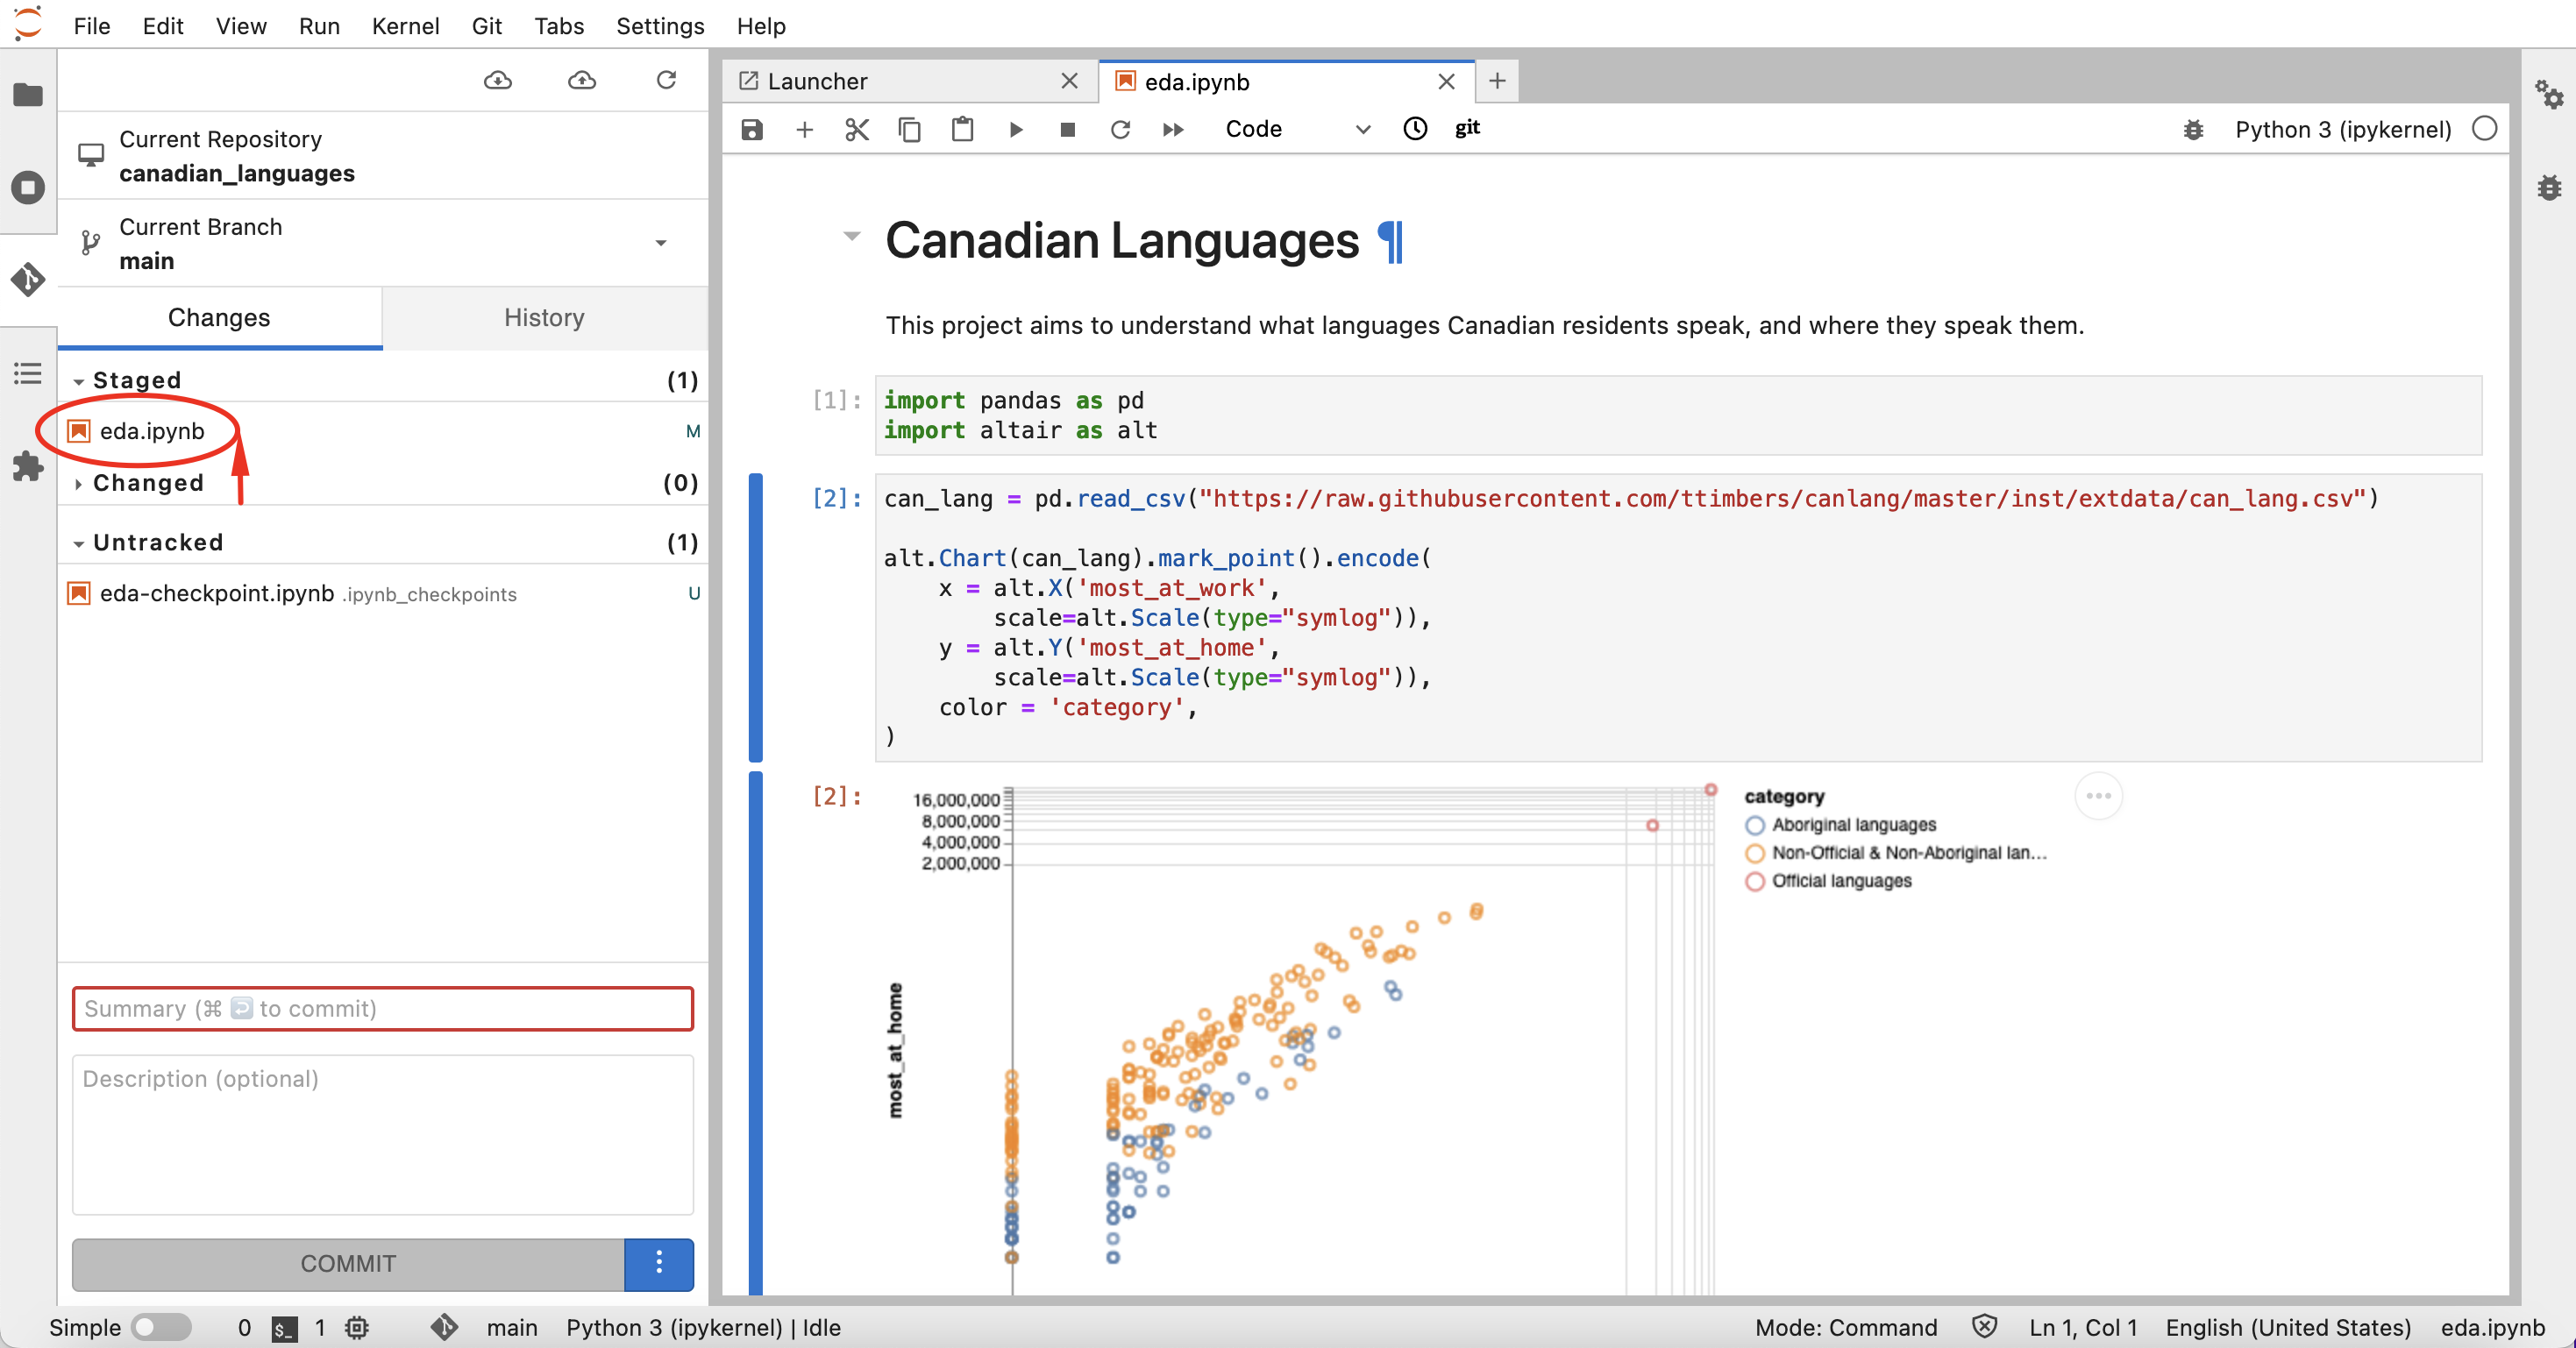 File Edit View Run Kernel Git Tabs Settings Help
Current Repository
canadian_languages
Current Branch
main
Changes History
Staged (1)
eda.ipynb M
Changed (0)
Untracked (1)
eda-checkpoint.ipynb .ipynb_checkpoints U
Summary (⌘ to commit)
Description (optional)
COMMIT
Launcher eda.ipynb
Code git Python 3 (ipykernel)
Canadian Languages ¶
This project aims to understand what languages Canadian residents speak, and where they speak them.
[1]: import pandas as pd
import altair as alt
[2]: can_lang = pd.read_csv("https://raw.githubusercontent.com/ttimbers/canlang/master/inst/extdata/can_lang.csv")
alt.Chart(can_lang).mark_point().encode(
x = alt.X('most_at_work',
scale=alt.Scale(type="symlog")),
y = alt.Y('most_at_home',
scale=alt.Scale(type="symlog")),
color = 'category',
)
[2]:
16,000,000
8,000,000
4,000,000
2,000,000
most_at_home
category
Aboriginal languages
Non-Official & Non-Aboriginal lan...
Official languages
Simple 0 $_ 1 main Python 3 (ipykernel) | Idle Mode: Command Ln 1, Col 1 English (United States) eda.ipynb